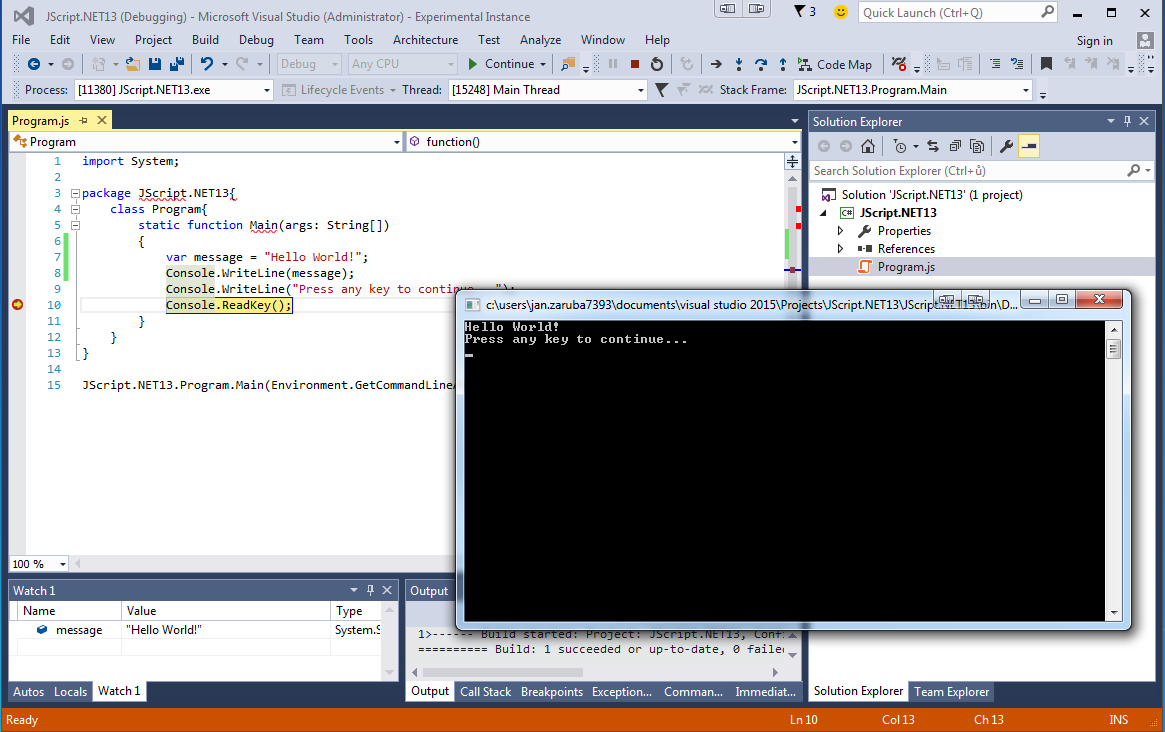 JScript.NET13 (Debugging) - Microsoft Visual Studio (Administrator) - Experimental Instance
3
Quick Launch (Ctrl+Q)
File Edit View Project Build Debug Team Tools Architecture Test Analyze Window Help
Sign in
Debug Any CPU Continue Code Map
Process: [11380] JScript.NET13.exe Lifecycle Events Thread: [15248] Main Thread Stack Frame: JScript.NET13.Program.Main
Program.js
Program function()
1 import System;
2
3 package JScript.NET13{
4 class Program{
5 static function Main(args: String[])
6 {
7 var message = "Hello World!";
8 Console.WriteLine(message);
9 Console.WriteLine("Press any key to continue...");
10 Console.ReadKey();
11 }
12 }
13 }
14
15 JScript.NET13.Program.Main(Environment.GetCommandLine
100 %
c:\users\jan.zaruba7393\documents\visual studio 2015\Projects\JScript.NET13\JScript.NET13\bin\D...
Hello World!
Press any key to continue...
Solution Explorer
Search Solution Explorer (Ctrl+ů)
Solution 'JScript.NET13' (1 project)
C# JScript.NET13
Properties
References
Program.js
Watch 1
Name Value Type
message "Hello World!" System.S
Autos Locals Watch 1
Output
1>------ Build started: Project: JScript.NET13, Conf
========== Build: 1 succeeded or up-to-date, 0 faile
Output Call Stack Breakpoints Exception... Comman... Immediat...
Solution Explorer Team Explorer
Ready Ln 10 Col 13 Ch 13 INS